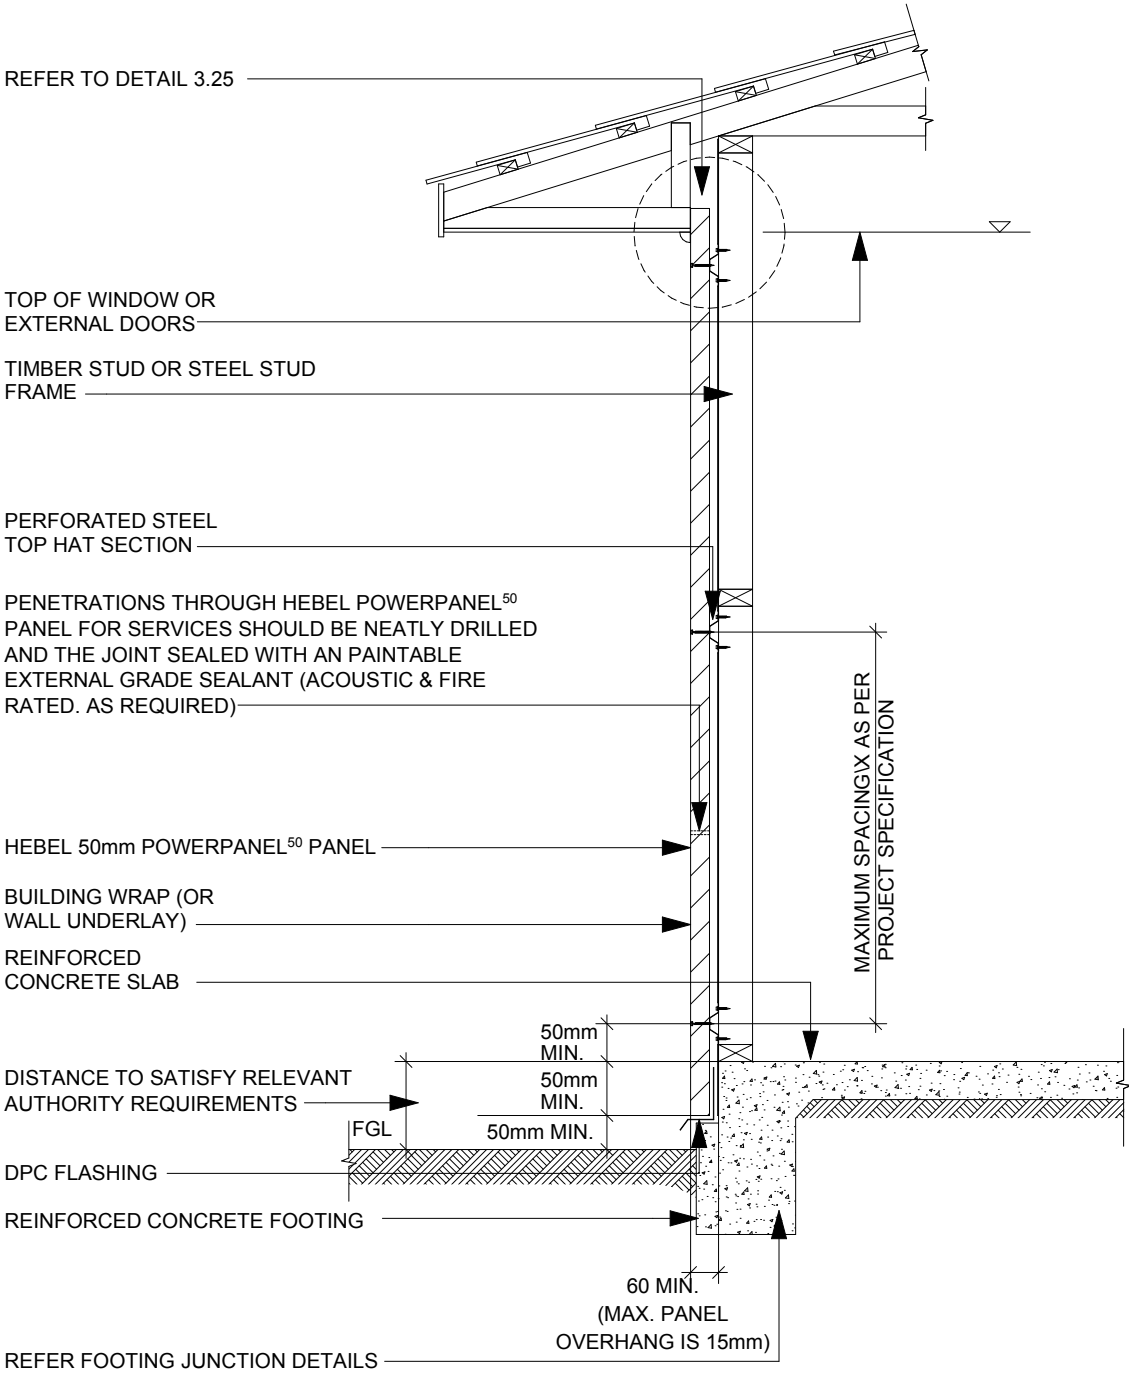 REFER TO DETAIL 3.25
TOP OF WINDOW OR
EXTERNAL DOORS
TIMBER STUD OR STEEL STUD
FRAME
PERFORATED STEEL
TOP HAT SECTION
PENETRATIONS THROUGH HEBEL POWERPANEL⁵⁰
PANEL FOR SERVICES SHOULD BE NEATLY DRILLED
AND THE JOINT SEALED WITH AN PAINTABLE
EXTERNAL GRADE SEALANT (ACOUSTIC & FIRE
RATED. AS REQUIRED)
MAXIMUM SPACING\X AS PER
PROJECT SPECIFICATION
HEBEL 50mm POWERPANEL⁵⁰ PANEL
BUILDING WRAP (OR
WALL UNDERLAY)
REINFORCED
CONCRETE SLAB
50mm
MIN.
DISTANCE TO SATISFY RELEVANT
AUTHORITY REQUIREMENTS
50mm
MIN.
FGL
50mm MIN.
DPC FLASHING
REINFORCED CONCRETE FOOTING
60 MIN.
(MAX. PANEL
OVERHANG IS 15mm)
REFER FOOTING JUNCTION DETAILS